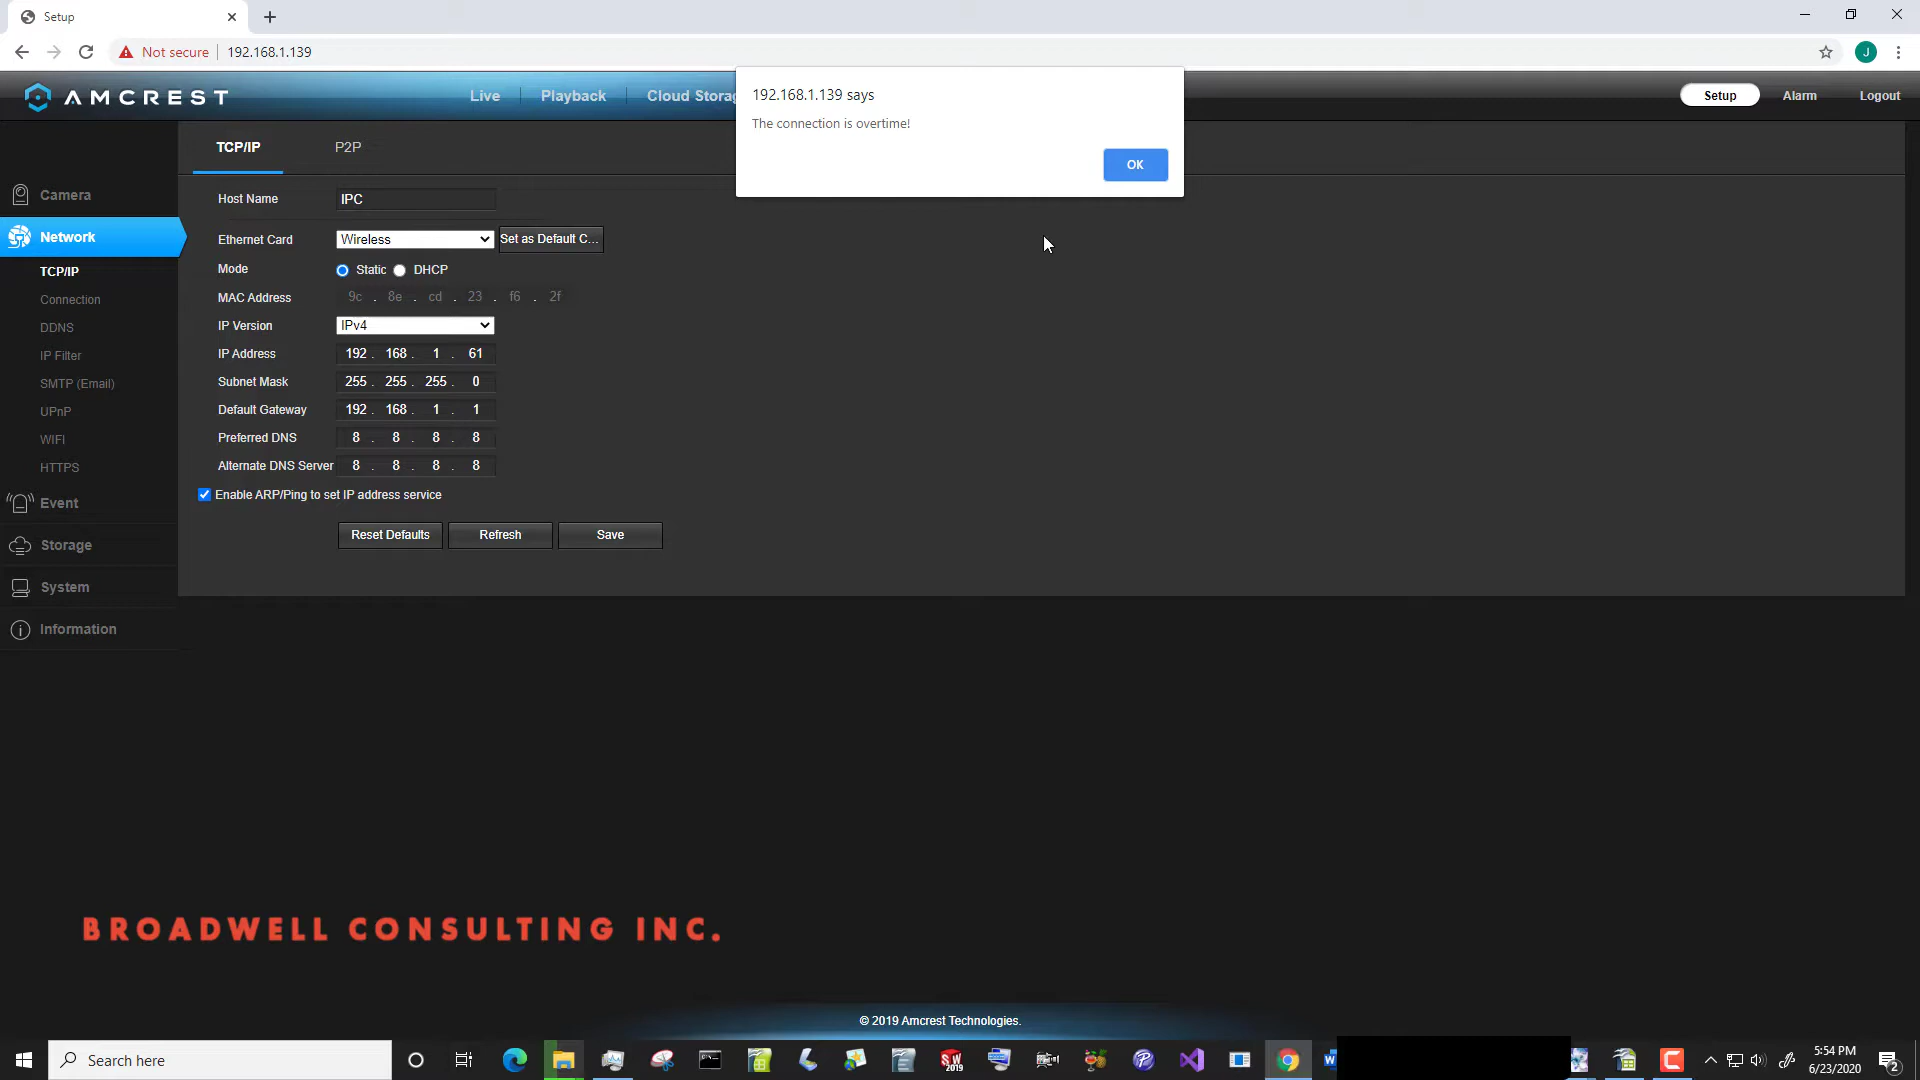 Setup
Not secure
192.168.1.139
AMCREST
Live
Playback
Cloud Storag
Setup
Alarm
Logout
192.168.1.139 says
The connection is overtime!
OK
TCP/IP
P2P
Camera
Network
TCP/IP
Connection
DDNS
IP Filter
SMTP (Email)
UPnP
WIFI
HTTPS
Event
Storage
System
Information
Host Name IPC
Ethernet Card Wireless Set as Default C...
Mode Static DHCP
MAC Address 9c . 8e . cd . 23 . f6 . 2f
IP Version IPv4
IP Address 192 . 168 . 1 . 61
Subnet Mask 255 . 255 . 255 . 0
Default Gateway 192 . 168 . 1 . 1
Preferred DNS 8 . 8 . 8 . 8
Alternate DNS Server 8 . 8 . 8 . 8
Enable ARP/Ping to set IP address service
Reset Defaults Refresh Save
BROADWELL CONSULTING INC.
© 2019 Amcrest Technologies.
Search here
5:54 PM
6/23/2020
2